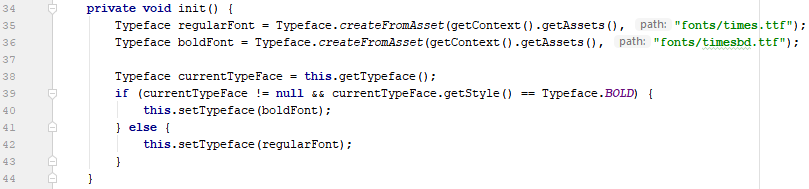 34 private void init() {
35 Typeface regularFont = Typeface.createFromAsset(getContext().getAssets(), path: "fonts/times.ttf");
36 Typeface boldFont = Typeface.createFromAsset(getContext().getAssets(), path: "fonts/timesbd.ttf");
37
38 Typeface currentTypeFace = this.getTypeface();
39 if (currentTypeFace != null && currentTypeFace.getStyle() == Typeface.BOLD) {
40 this.setTypeface(boldFont);
41 } else {
42 this.setTypeface(regularFont);
43 }
44 }